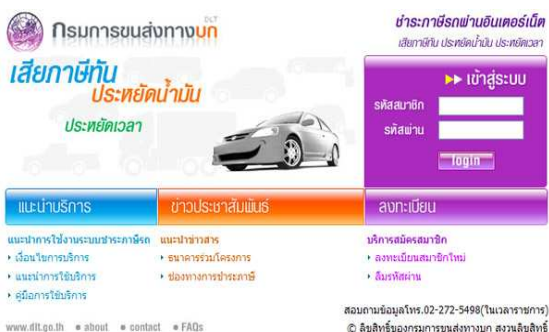 กรมการขนส่งทางบก
DLT
ชำระภาษีรถผ่านอินเตอร์เน็ต
เสียภาษีทัน ประหยัดน้ำมัน ประหยัดเวลา
เสียภาษีทัน
ประหยัดน้ำมัน
ประหยัดเวลา
เข้าสู่ระบบ
รหัสสมาชิก
รหัสผ่าน
login
แนะนำบริการ
ข่าวประชาสัมพันธ์
ลงทะเบียน
แนะนำการใช้งานระบบชำระภาษีรถ
เงื่อนไขการบริการ
แนะนำการใช้บริการ
คู่มือการใช้บริการ
แนะนำข่าวสาร
ธนาคารร่วมโครงการ
ช่องทางการชำระภาษี
บริการสมัครสมาชิก
ลงทะเบียนสมาชิกใหม่
ลืมรหัสผ่าน
สอบถามข้อมูลโทร.02-272-5498(ในเวลาราชการ)
www.dlt.go.th about contact FAQs
© ลิขสิทธิ์ของกรมการขนส่งทางบก สงวนลิขสิทธิ์